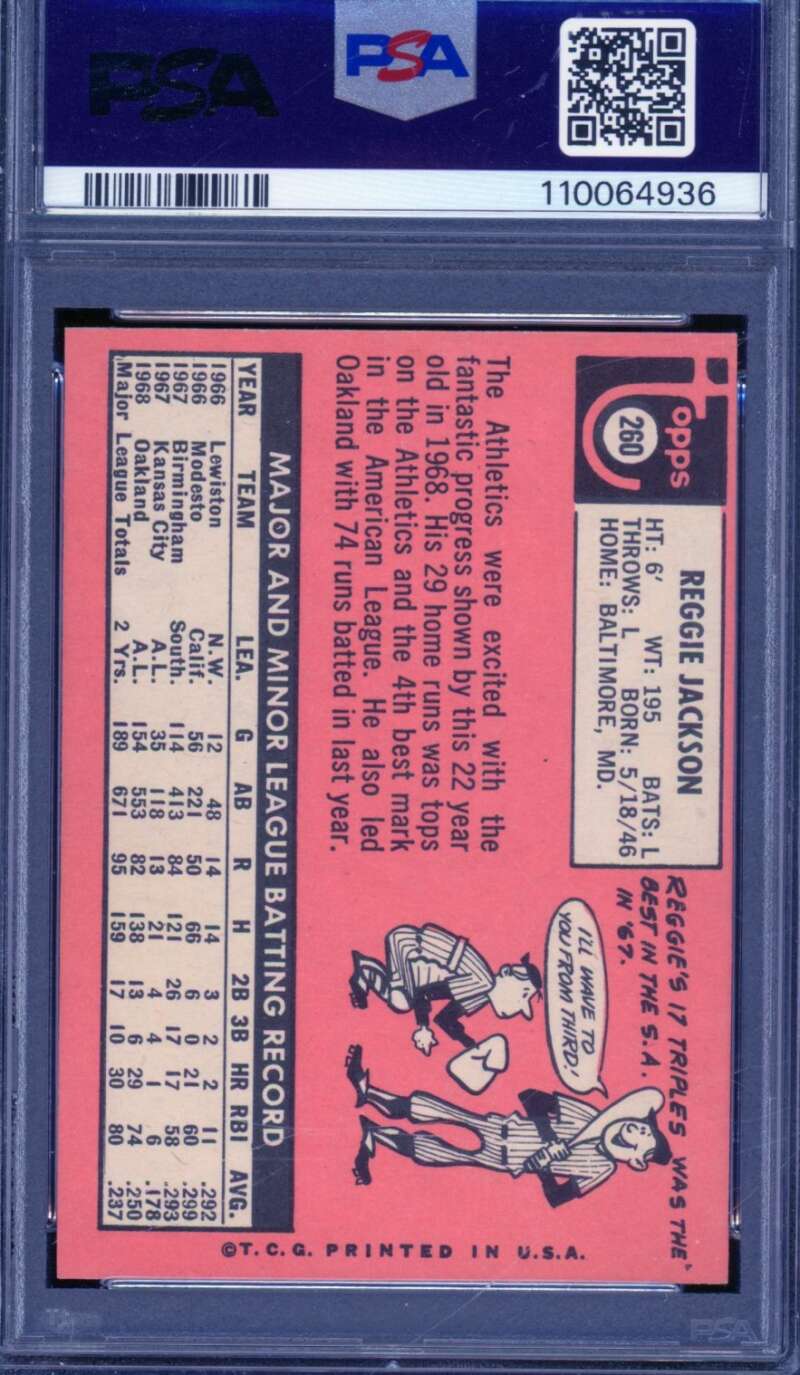 PSA
PSA
110064936
Topps
260
REGGIE JACKSON
HT: 6' WT: 195 BATS: L
THROWS: L BORN: 5/18/46
HOME: BALTIMORE, MD.
REGGIE'S 17 TRIPLES WAS THE
BEST IN THE S.A.
IN '67.
I'LL WAVE TO
YOU FROM THIRD!
The Athletics were excited with the
fantastic progress shown by this 22 year
old in 1968. His 29 home runs was tops
on the Athletics and the 4th best mark
in the American League. He also led
Oakland with 74 runs batted in last year.
MAJOR AND MINOR LEAGUE BATTING RECORD
YEAR TEAM LEA. G AB R H 2B 3B HR RBI AVG.
1966 Lewiston N.W. 12 48 14 14 3 2 2 11 .292
1966 Modesto Calif. 56 221 50 66 6 0 21 60 .299
1967 Birmingham South. 114 413 84 121 26 17 17 58 .293
1967 Kansas City A.L. 35 118 13 21 4 4 1 6 .178
1968 Oakland A.L. 154 553 82 138 13 6 29 74 .250
Major League Totals 2 Yrs. 189 671 95 159 17 10 30 80 .237
©T.C.G. PRINTED IN U.S.A.
PSA